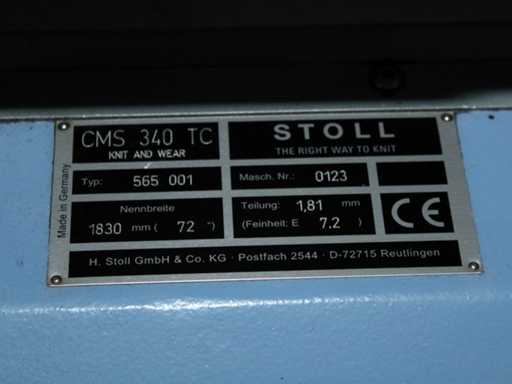 Made in Germany
CMS 340 TC
KNIT AND WEAR
STOLL
THE RIGHT WAY TO KNIT
Typ: 565 001
Masch. Nr.: 0123
Nennbreite
1830 mm ( 72 ")
Teilung: 1,81 mm
(Feinheit: E 7.2 )
CE
H. Stoll GmbH & Co. KG · Postfach 2544 · D-72715 Reutlingen